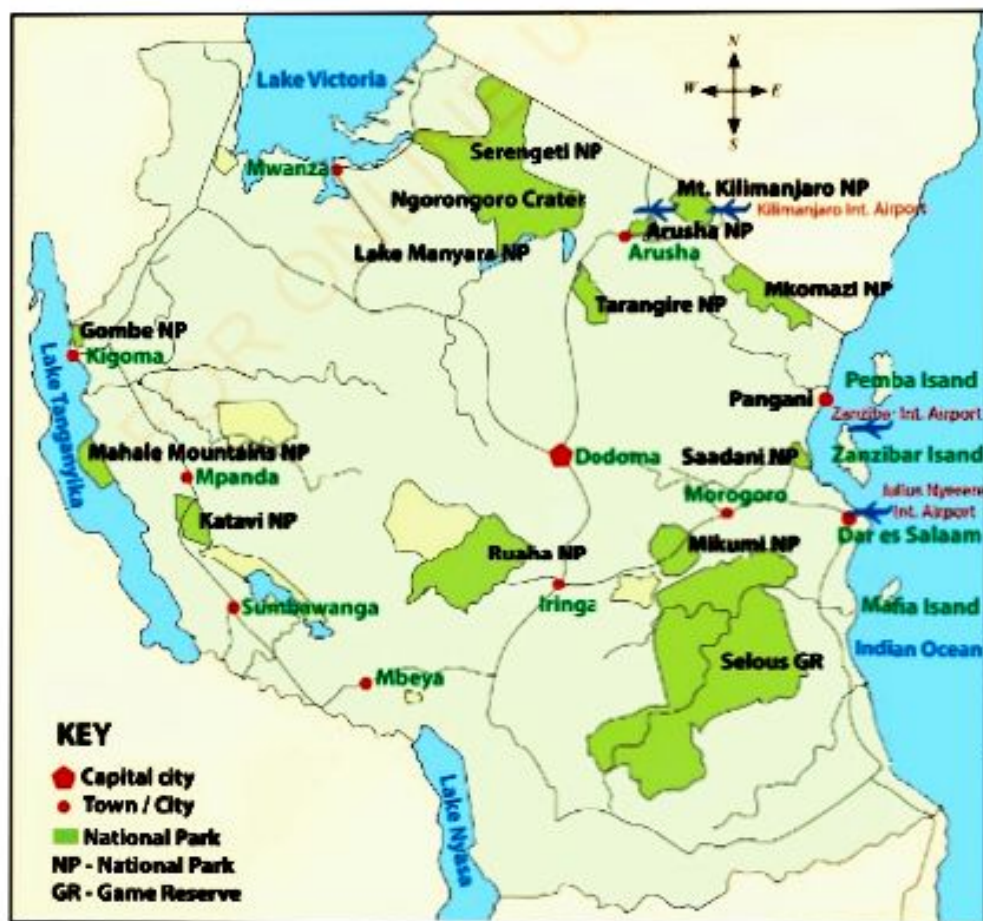 Lake Victoria
N
W
E
S
Mwanza
Serengeti NP
Ngorongoro Crater
Mt. Kilimanjaro NP
Kilimanjaro Int. Airport
Lake Manyara NP
Arusha NP
Arusha
Tarangire NP
Mkomazi NP
Gombe NP
Kigoma
Lake Tanganyika
Pangani
Pemba Isand
Zanzibar Int. Airport
Mahale Mountains NP
Mpanda
Dodoma
Saadani NP
Zanzibar Isand
Katavi NP
Morogoro
Julius Nyerere
Int. Airport
Ruaha NP
Mikumi NP
Dar es Salaam
Sumbawanga
Iringa
Mafia Isand
Mbeya
Selous GR
Indian Ocean
Lake Nyasa
KEY
Capital city
Town / City
National Park
NP - National Park
GR - Game Reserve